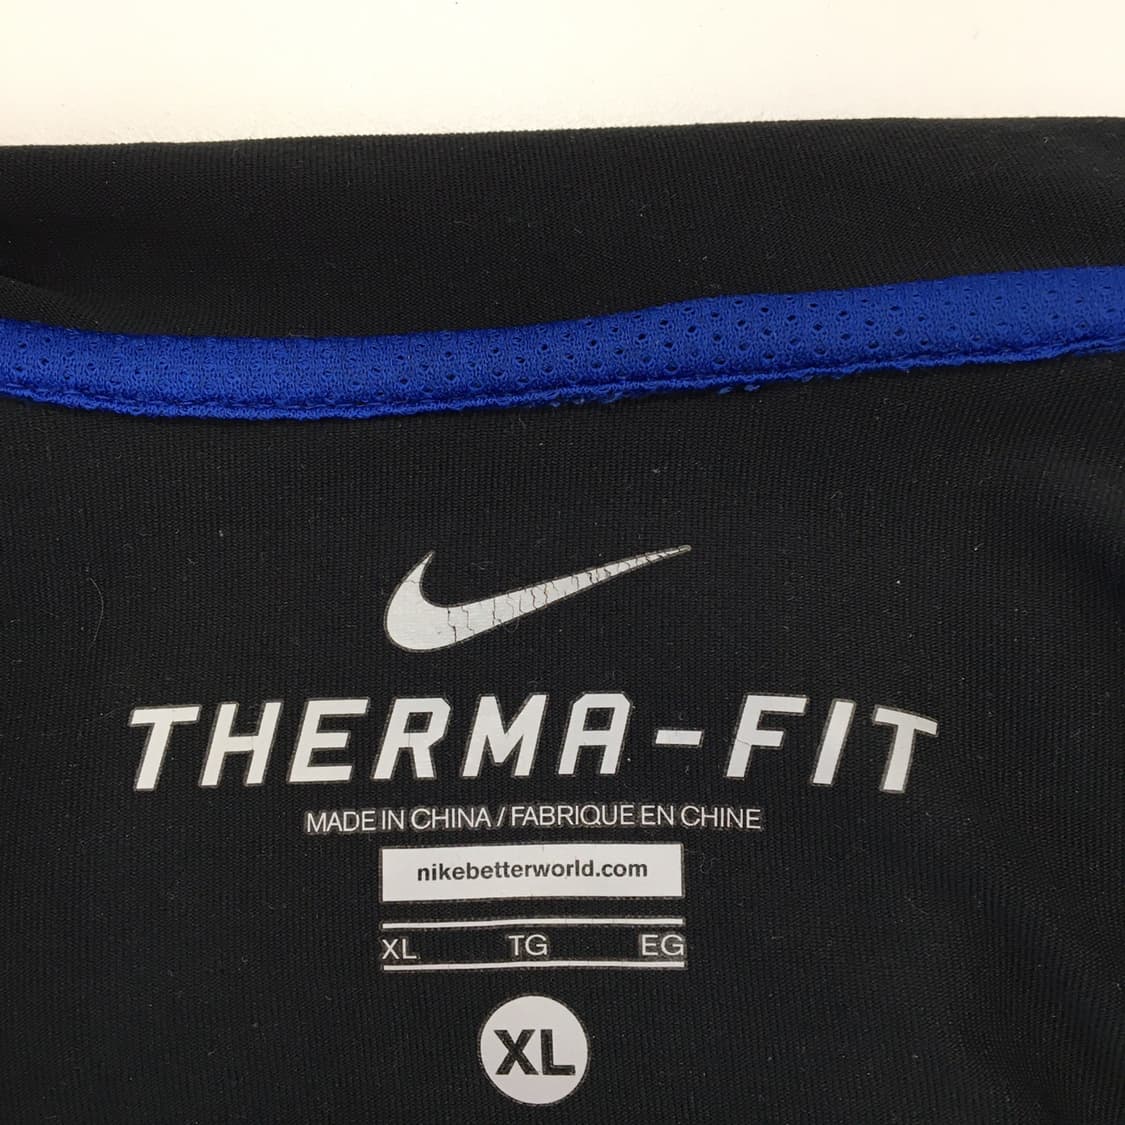 THERMA-FIT
MADE IN CHINA / FABRIQUE EN CHINE
nikebetterworld.com
XL TG EG
XL